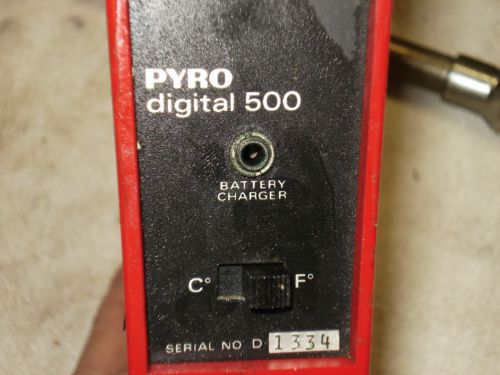 PYRO
digital 500
BATTERY
CHARGER
C° F°
SERIAL NO D 1334